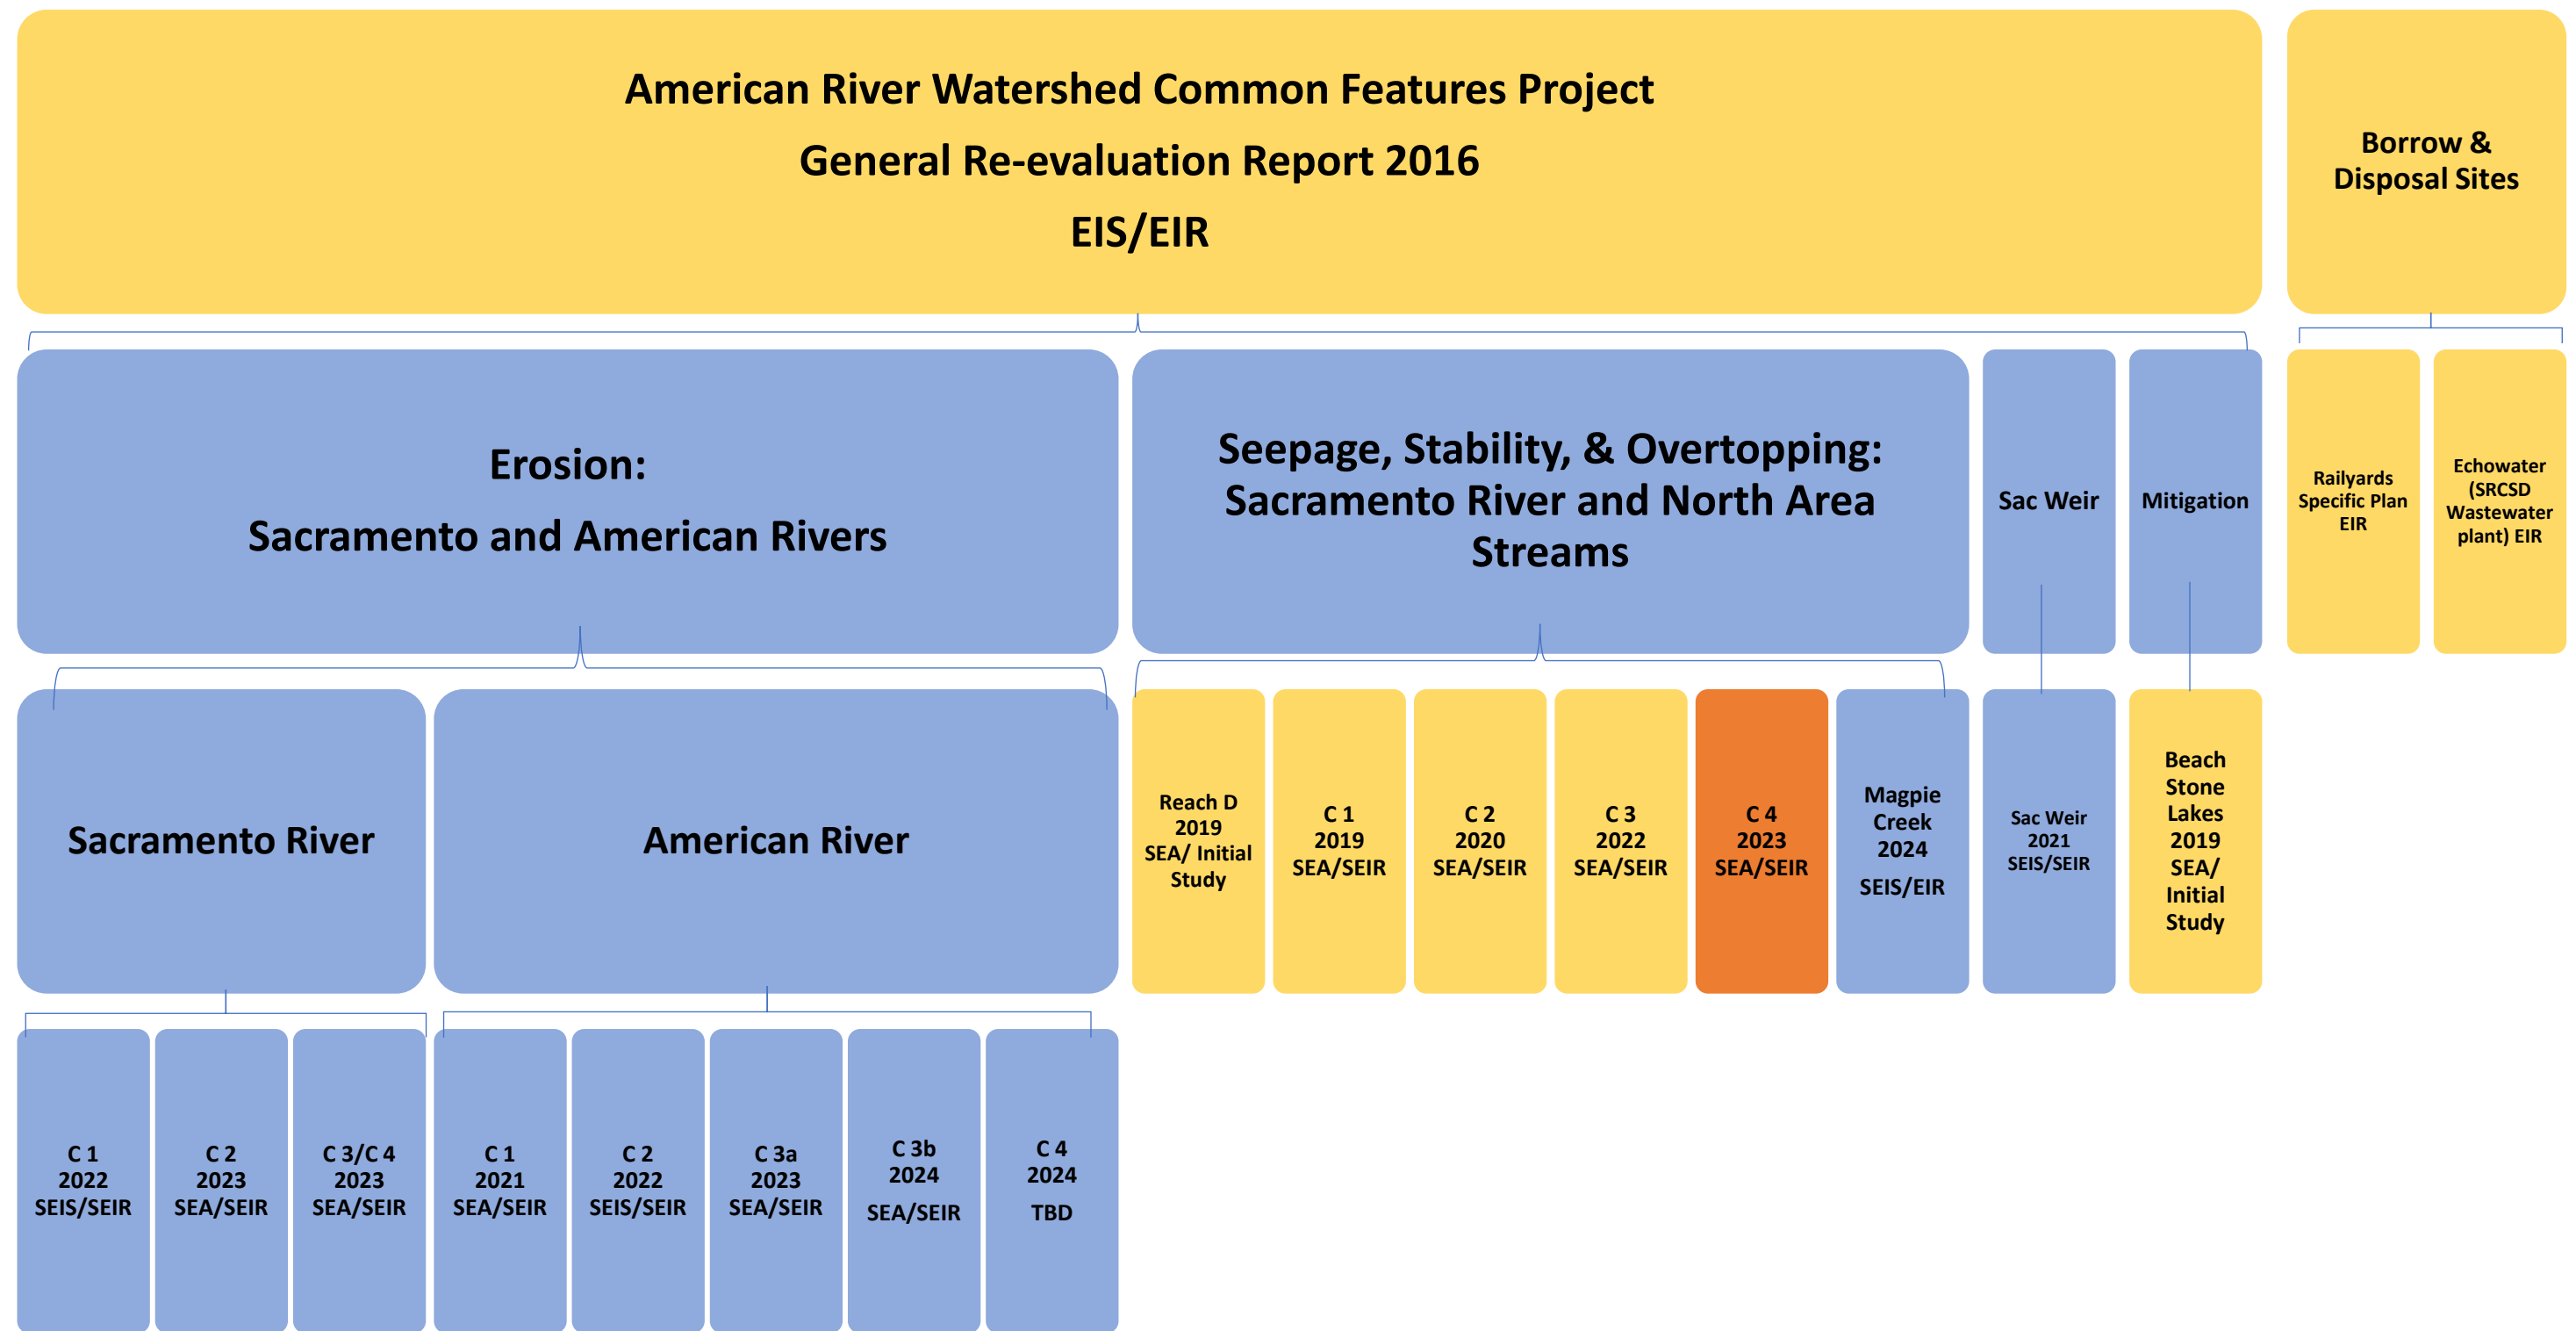 American River Watershed Common Features Project
General Re-evaluation Report 2016
EIS/EIR
Borrow &
Disposal Sites
Erosion:
Sacramento and American Rivers
Seepage, Stability, & Overtopping:
Sacramento River and North Area
Streams
Sac Weir
Mitigation
Railyards
Specific Plan
EIR
Echowater
(SRCSD
Wastewater
plant) EIR
Sacramento River
American River
Reach D
2019
SEA/ Initial
Study
C 1
2019
SEA/SEIR
C 2
2020
SEA/SEIR
C 3
2022
SEA/SEIR
C 4
2023
SEA/SEIR
Magpie
Creek
2024
SEIS/EIR
Sac Weir
2021
SEIS/SEIR
Beach
Stone
Lakes
2019
SEA/
Initial
Study
C 1
2022
SEIS/SEIR
C 2
2023
SEA/SEIR
C 3/C 4
2023
SEA/SEIR
C 1
2021
SEA/SEIR
C 2
2022
SEIS/SEIR
C 3a
2023
SEA/SEIR
C 3b
2024
SEA/SEIR
C 4
2024
TBD